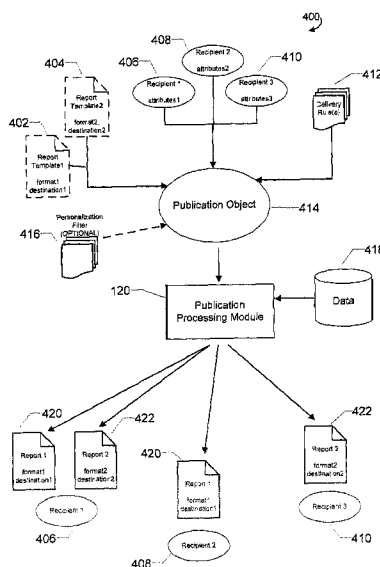 400
408
Recipient 2
attributes2
406
410
404
412
Recipient 1
attributes1
Recipient 3
attributes3
Report
Template2
format2
destination2
Delivery
Rule(s)
402
Report
Template1
format1
destination1
Publication Object
414
Personalization
Filter
(OPTIONAL)
416
418
120
Publication
Processing Module
Data
420
422
422
Report 1
format1
destination1
Report 2
format2
destination2
420
Report 2
format2
destination2
Report 1
format1
destination1
Recipient 1
Recipient 3
406
410
Recipient 2
408